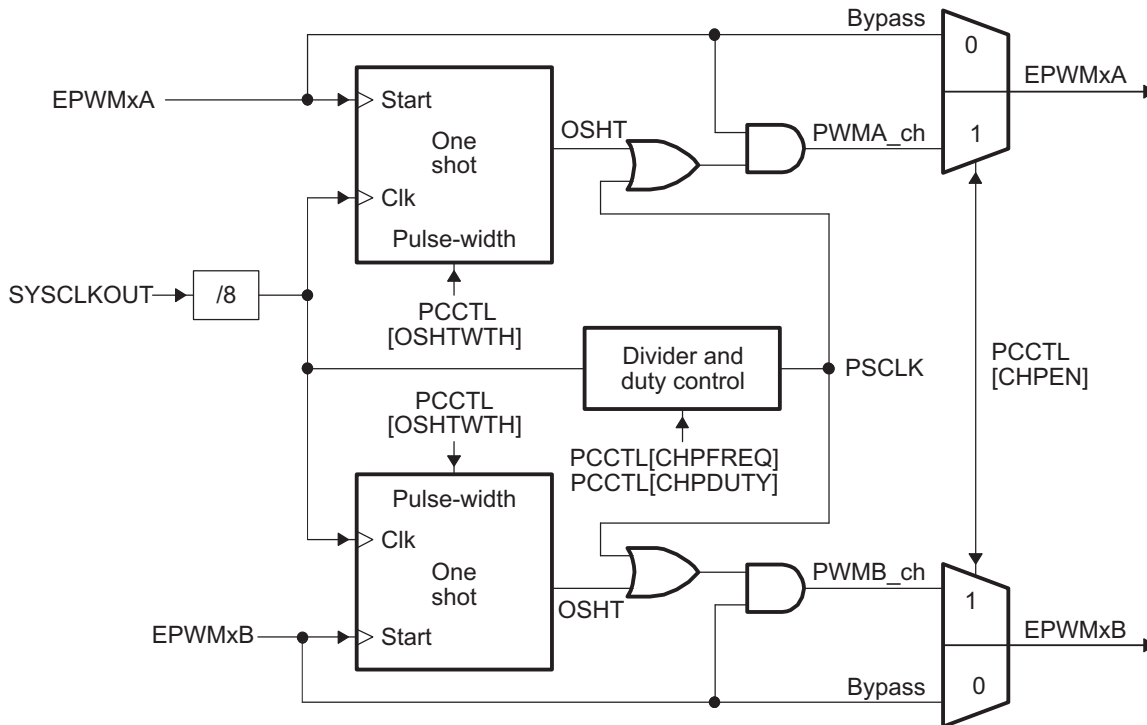 Bypass
0
EPWMxA
EPWMxA
Start
OSHT
PWMA_ch
1
One
shot
Clk
Pulse-width
SYSCLKOUT
/8
PCCTL
[OSHTWTH]
Divider and
duty control
PSCLK
PCCTL
[CHPEN]
PCCTL
[OSHTWTH]
PCCTL[CHPFREQ]
PCCTL[CHPDUTY]
Pulse-width
Clk
One
shot
OSHT
PWMB_ch
1
EPWMxB
Start
EPWMxB
Bypass
0